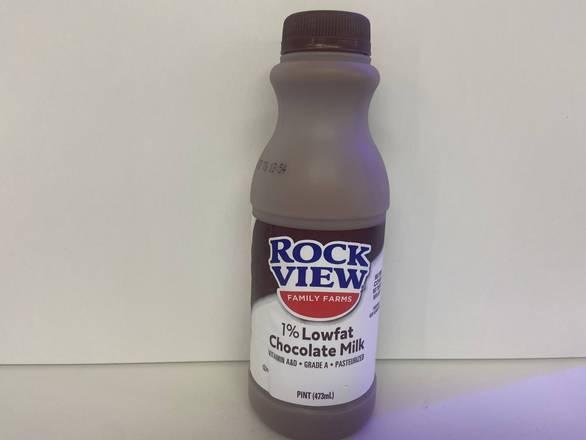 ROCK
VIEW
FAMILY FARMS
1% Lowfat
Chocolate Milk
VITAMIN A&D • GRADE A • PASTEURIZED
PINT (473mL)